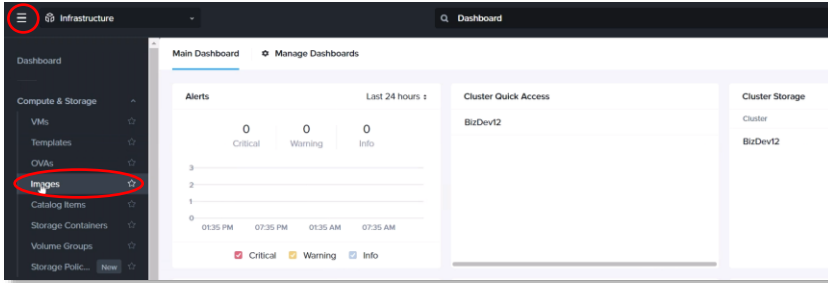 Infrastructure
Dashboard
Dashboard
Compute & Storage
VMs
Templates
OVAs
Images
Catalog Items
Storage Containers
Volume Groups
Storage Polic... New
Main Dashboard Manage Dashboards
Alerts Last 24 hours
0 0 0
Critical Warning Info
3
2
1
0
01:35 PM 07:35 PM 01:35 AM 07:35 AM
Critical Warning Info
Cluster Quick Access
BizDev12
Cluster Storage
Cluster
BizDev12